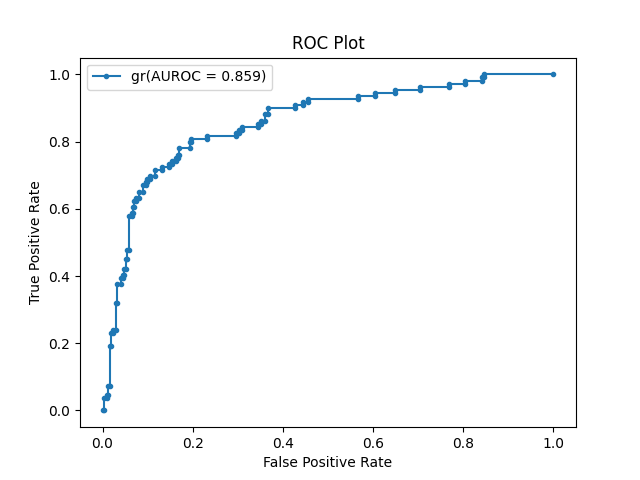 ROC Plot
gr(AUROC = 0.859)
1.0
0.8
0.6
0.4
0.2
0.0
True Positive Rate
0.0 0.2 0.4 0.6 0.8 1.0
False Positive Rate